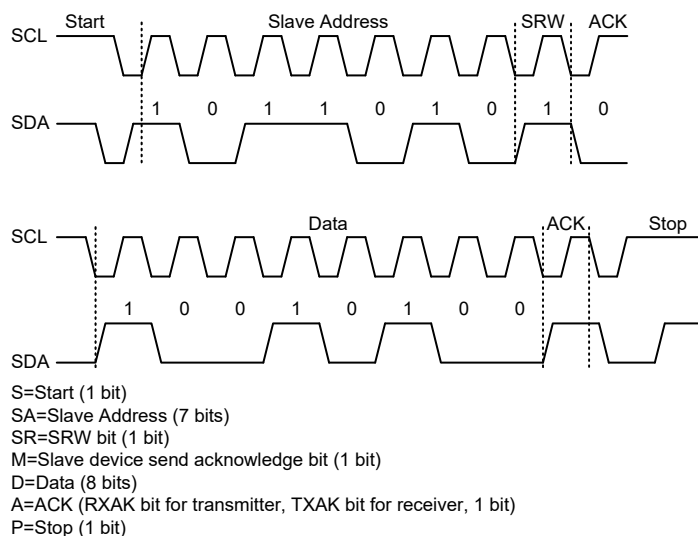 Start Slave Address SRW ACK
SCL
1 0 1 1 0 1 0 1 0
SDA
Data ACK Stop
SCL
1 0 0 1 0 1 0 0
SDA
S=Start (1 bit)
SA=Slave Address (7 bits)
SR=SRW bit (1 bit)
M=Slave device send acknowledge bit (1 bit)
D=Data (8 bits)
A=ACK (RXAK bit for transmitter, TXAK bit for receiver, 1 bit)
P=Stop (1 bit)